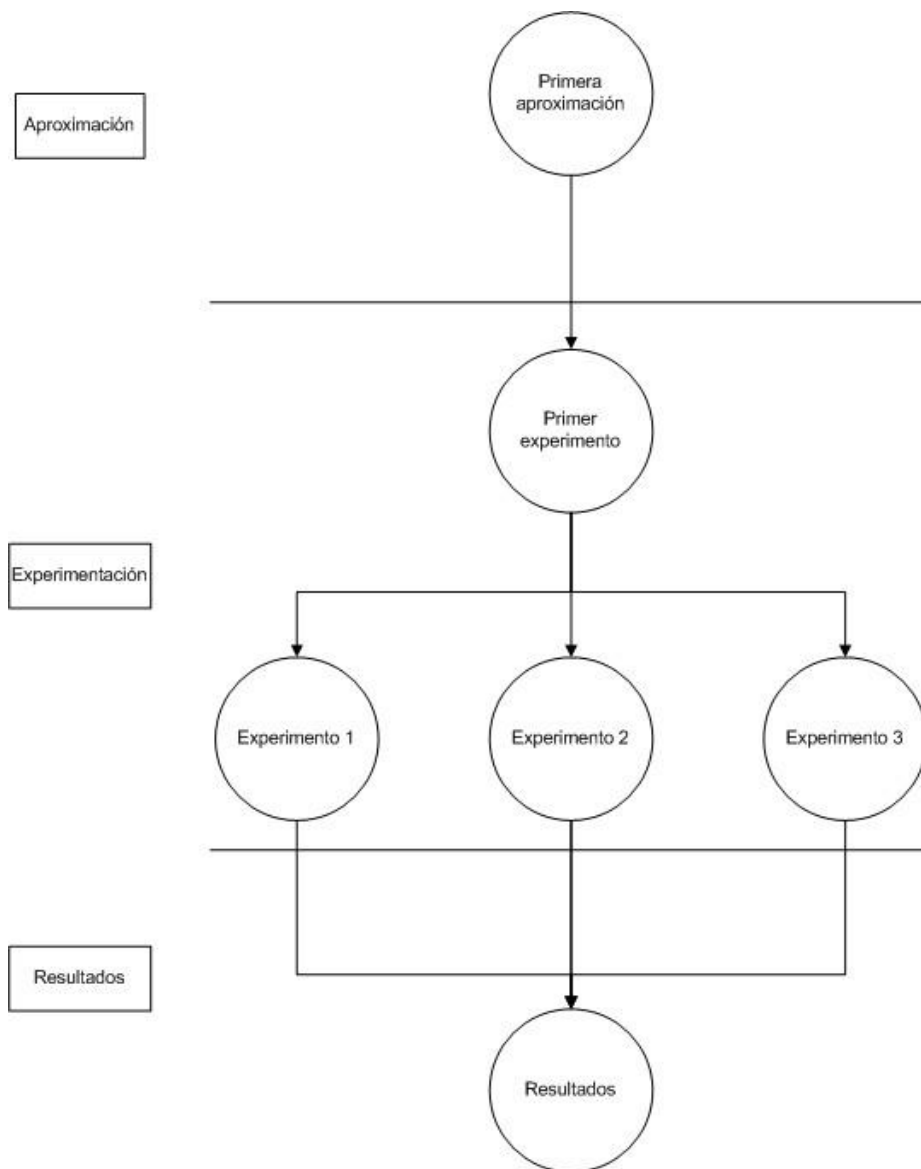 Primera
aproximación
Aproximación
Primer
experimento
Experimentación
Experimento 1
Experimento 2
Experimento 3
Resultados
Resultados